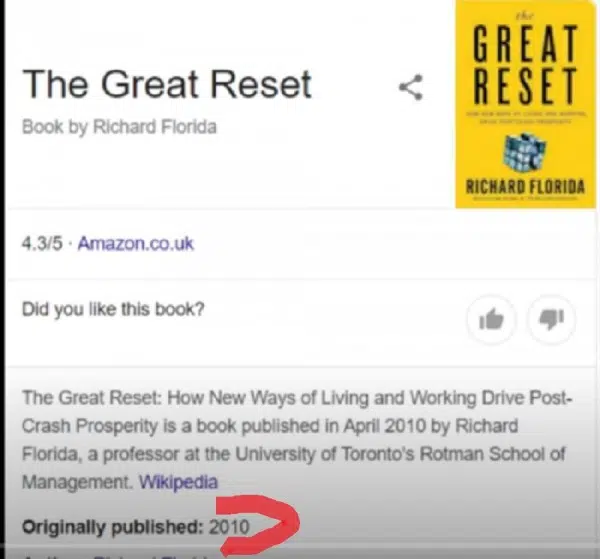 The Great Reset
Book by Richard Florida
the
GREAT
RESET
RICHARD FLORIDA
4.3/5 · Amazon.co.uk
Did you like this book?
The Great Reset: How New Ways of Living and Working Drive Post-
Crash Prosperity is a book published in April 2010 by Richard
Florida, a professor at the University of Toronto's Rotman School of
Management. Wikipedia
Originally published: 2010